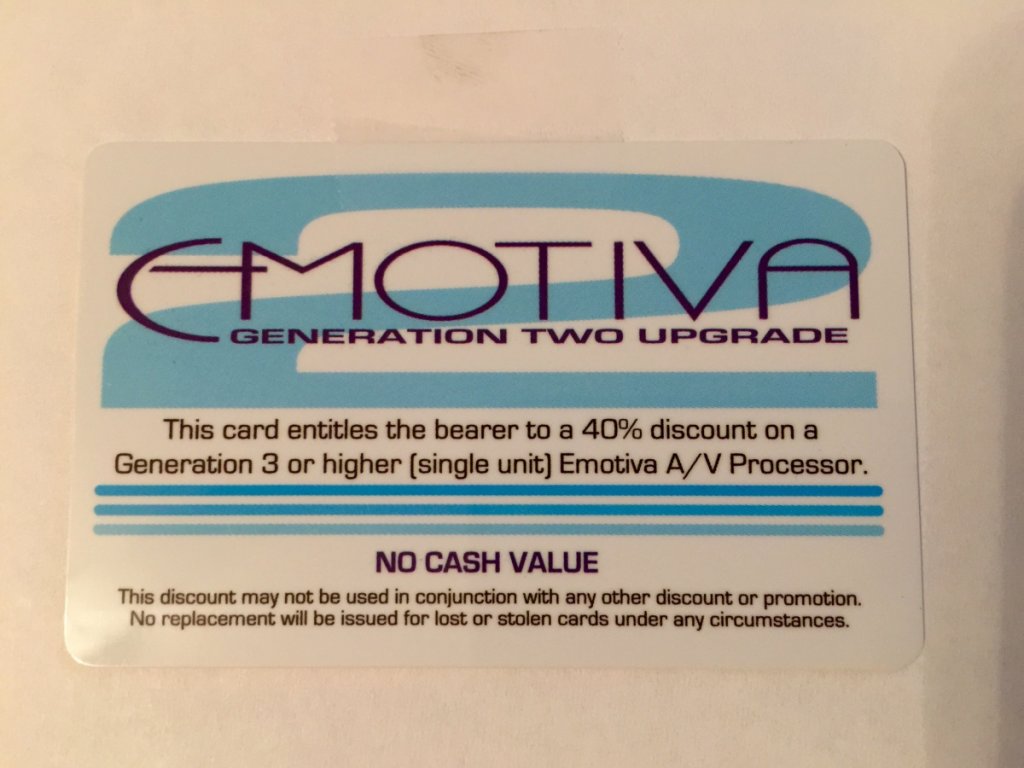 2
EMOTIVA
GENERATION TWO UPGRADE
This card entitles the bearer to a 40% discount on a
Generation 3 or higher (single unit) Emotiva A/V Processor.
NO CASH VALUE
This discount may not be used in conjunction with any other discount or promotion.
No replacement will be issued for lost or stolen cards under any circumstances.